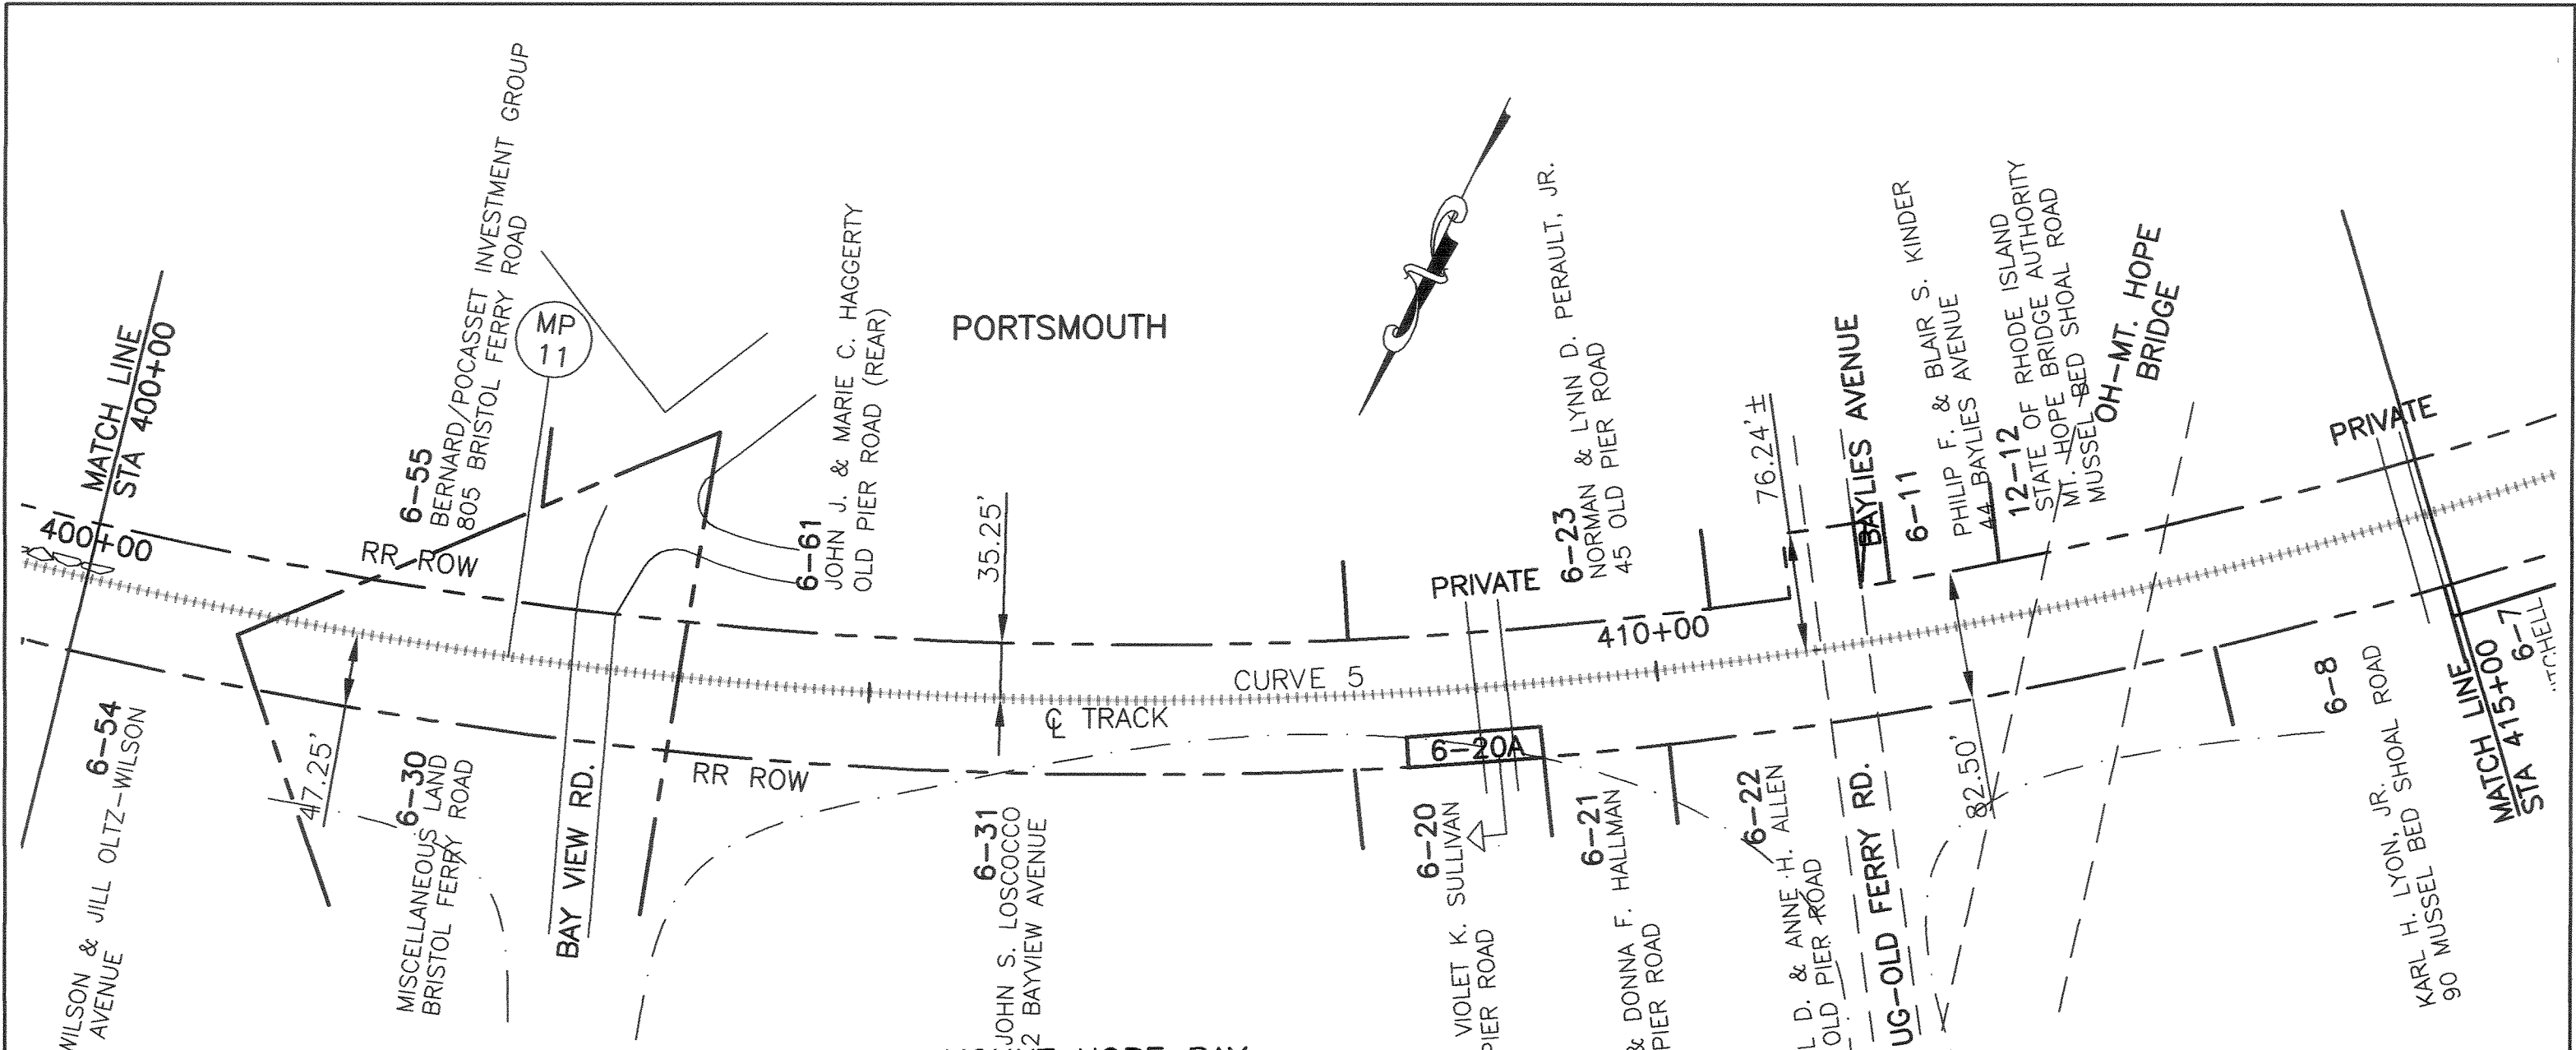 MATCH LINE
STA 400+00
400+00
6-55
BERNARD/POCASSET INVESTMENT GROUP
805 BRISTOL FERRY ROAD
MP
11
RR ROW
6-61
JOHN J. & MARIE C. HAGGERTY
OLD PIER ROAD (REAR)
PORTSMOUTH
35.25'
6-23
NORMAN & LYNN D. PERAULT, JR.
45 OLD PIER ROAD
PRIVATE
410+00
76.24'±
BAYLIES AVENUE
6-11
PHILIP F. & BLAIR S. KINDER
44 BAYLIES AVENUE
12-12
STATE OF RHODE ISLAND
MT. HOPE BRIDGE AUTHORITY
MUSSEL BED SHOAL ROAD
OH-MT. HOPE
BRIDGE
PRIVATE
CURVE 5
℄ TRACK
6-54
WILSON & JILL OLTZ-WILSON
AVENUE
47.25'
6-30
MISCELLANEOUS LAND
BRISTOL FERRY ROAD
BAY VIEW RD.
RR ROW
6-31
JOHN S. LOSCOCCO
2 BAYVIEW AVENUE
6-20A
6-20
VIOLET K. SULLIVAN
PIER ROAD
6-21
& DONNA F. HALLMAN
PIER ROAD
6-22
L D. & ANNE H. ALLEN
OLD PIER ROAD
UG-OLD FERRY RD.
82.50'
6-8
KARL H. LYON, JR.
90 MUSSEL BED SHOAL ROAD
MATCH LINE
STA 415+00
6-7
HOPE BAY